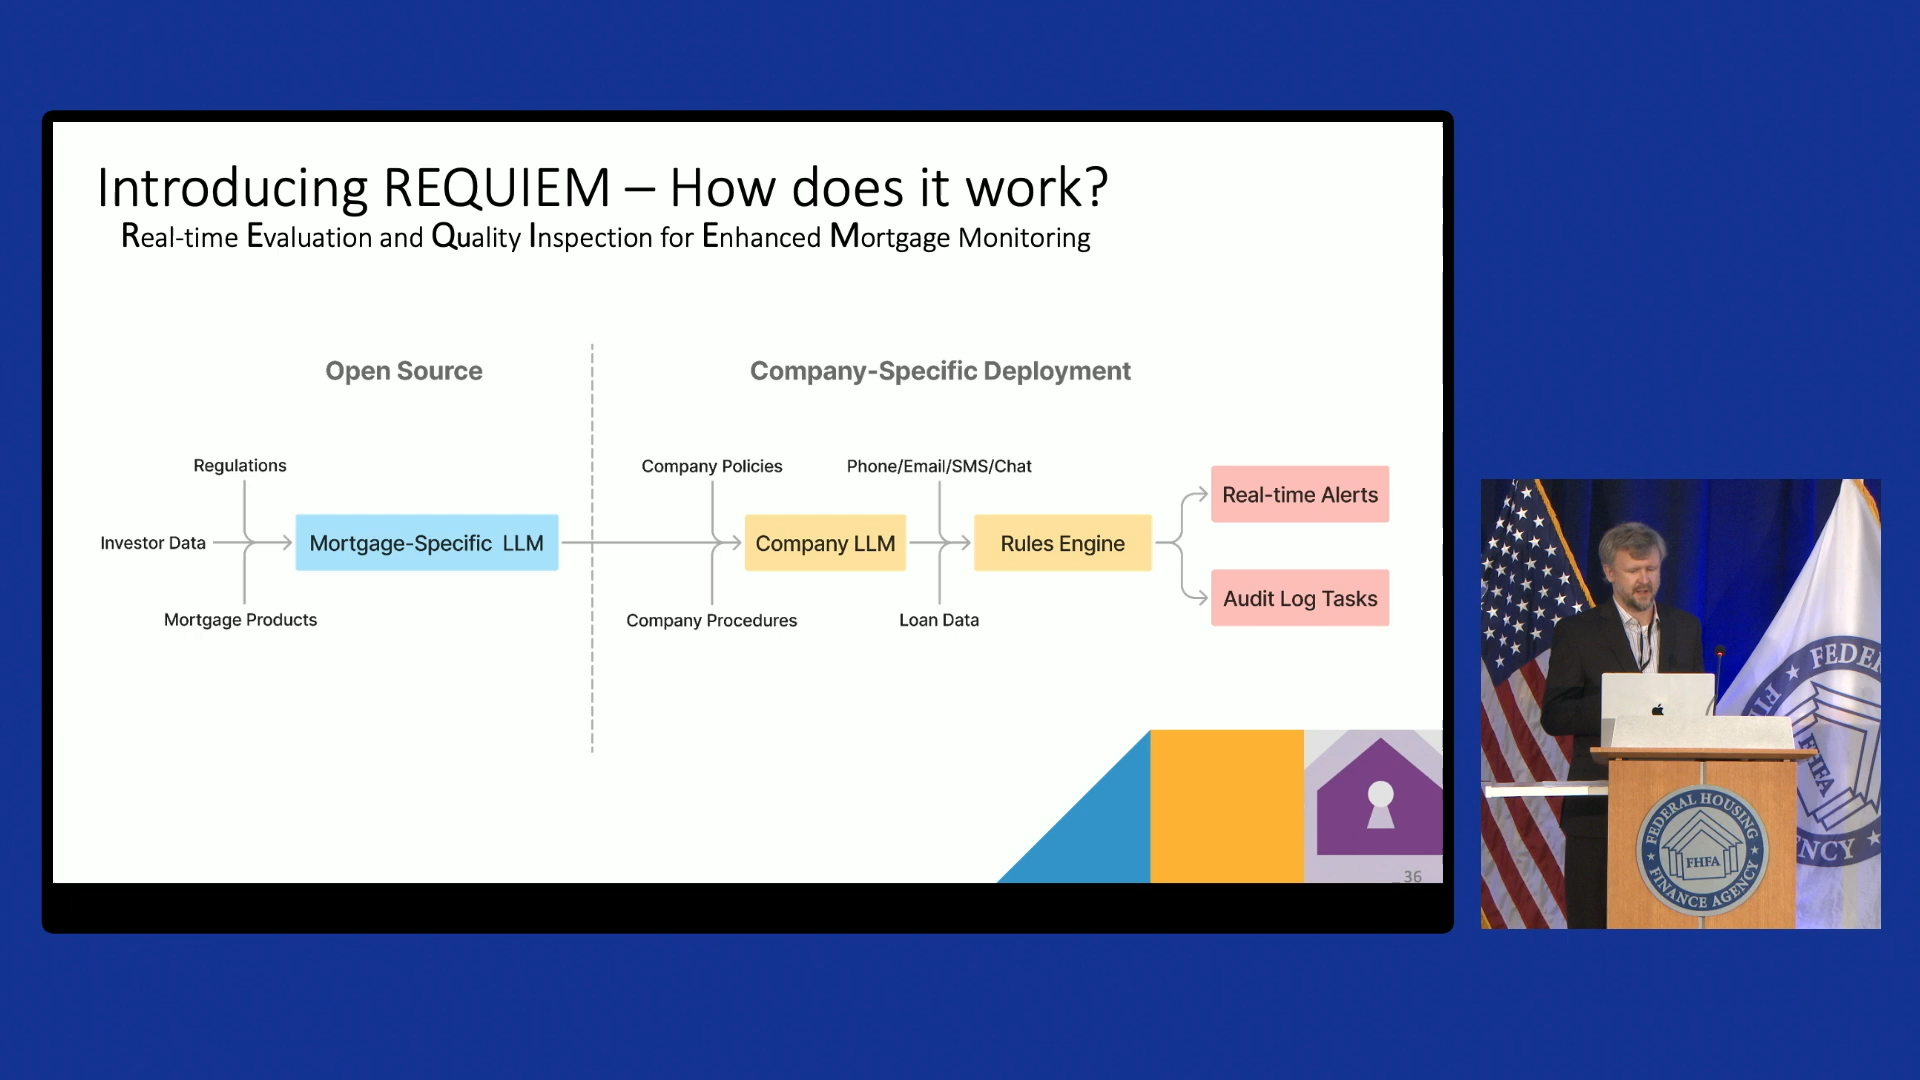 Introducing REQUIEM – How does it work?
Real-time Evaluation and Quality Inspection for Enhanced Mortgage Monitoring
Open Source
Company-Specific Deployment
Regulations
Investor Data
Mortgage Products
Mortgage-Specific LLM
Company Policies
Company Procedures
Company LLM
Phone/Email/SMS/Chat
Loan Data
Rules Engine
Real-time Alerts
Audit Log Tasks
36
FEDERAL HOUSING
FHFA
FINANCE AGENCY
FHFA